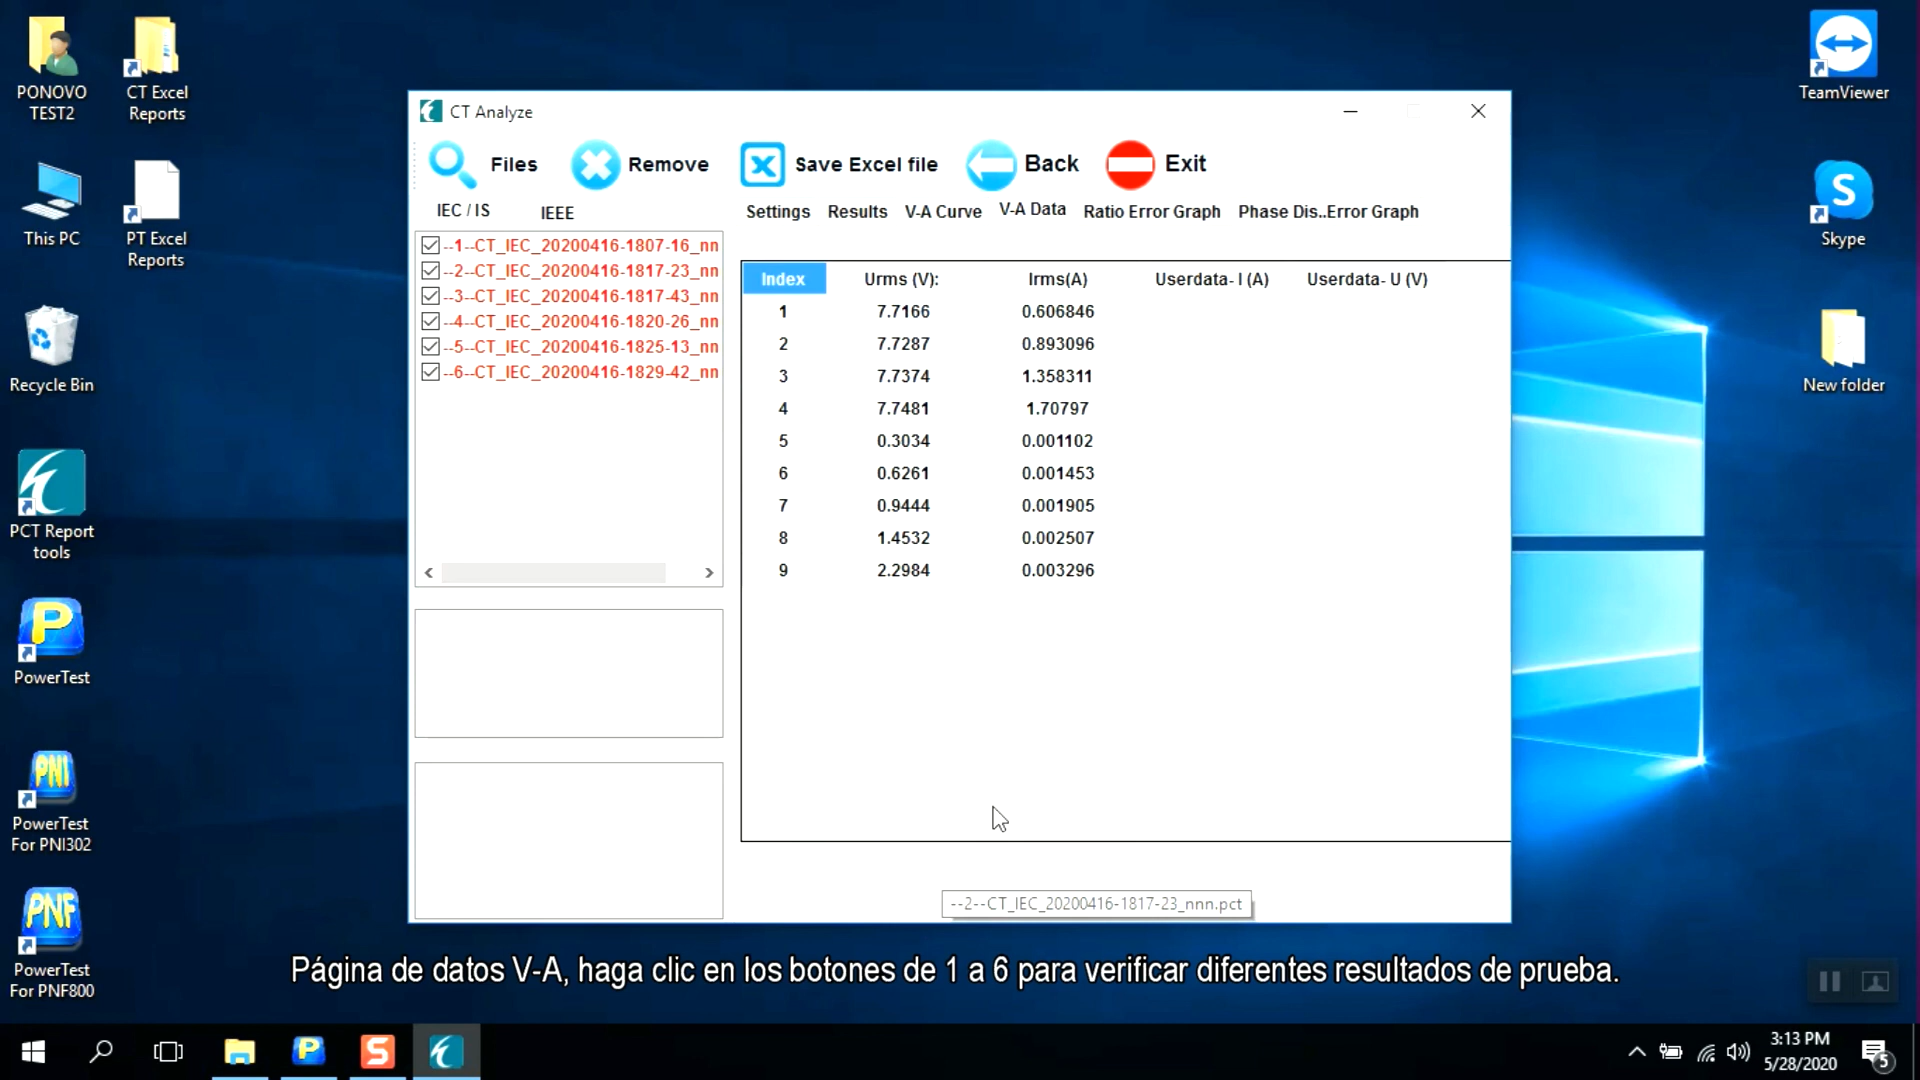 PONOVO
TEST2
CT Excel
Reports
This PC
PT Excel
Reports
Recycle Bin
PCT Report
tools
P
PowerTest
PNI
PowerTest
For PNI302
PNF
PowerTest
For PNF800
CT Analyze
Files
Remove
Save Excel file
Back
Exit
IEC / IS
IEEE
Settings
Results
V-A Curve
V-A Data
Ratio Error Graph
Phase Dis..Error Graph
--1--CT_IEC_20200416-1807-16_nn
--2--CT_IEC_20200416-1817-23_nn
--3--CT_IEC_20200416-1817-43_nn
--4--CT_IEC_20200416-1820-26_nn
--5--CT_IEC_20200416-1825-13_nn
--6--CT_IEC_20200416-1829-42_nn
Index Urms (V): Irms(A) Userdata- I (A) Userdata- U (V)
1 7.7166 0.606846
2 7.7287 0.893096
3 7.7374 1.358311
4 7.7481 1.70797
5 0.3034 0.001102
6 0.6261 0.001453
7 0.9444 0.001905
8 1.4532 0.002507
9 2.2984 0.003296
--2--CT_IEC_20200416-1817-23_nnn.pct
TeamViewer
S
Skype
New folder
Página de datos V-A, haga clic en los botones de 1 a 6 para verificar diferentes resultados de prueba.
P
S
3:13 PM
5/28/2020
5